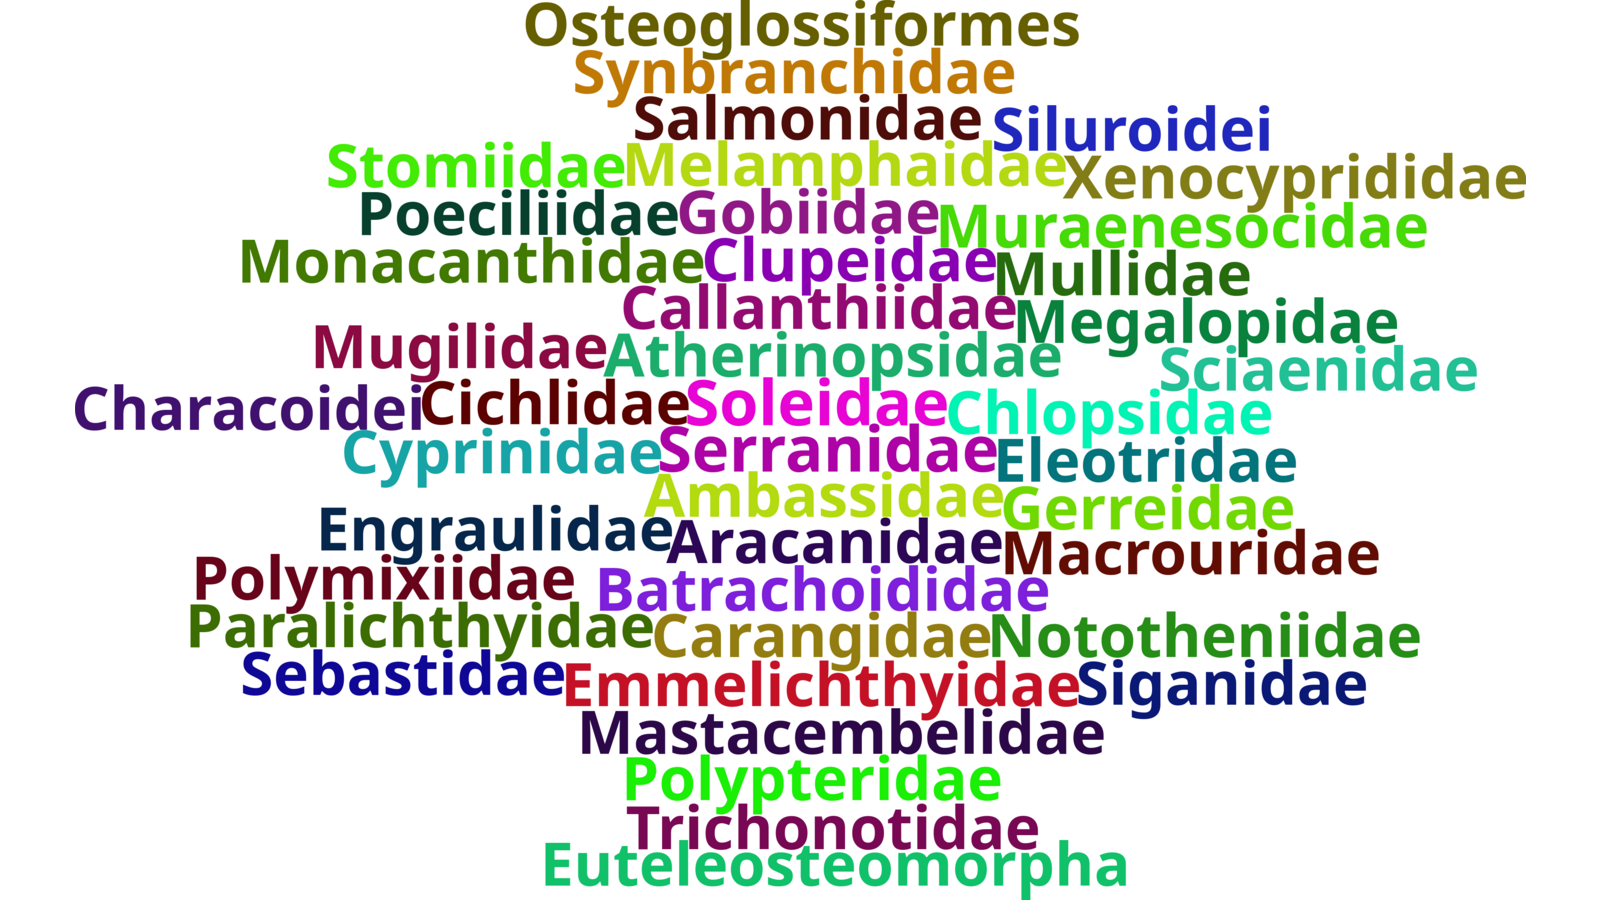 Osteoglossiformes
Synbranchidae
Salmonidae Siluroidei
Stomiidae Melamphaidae Xenocyprididae
Poeciliidae Gobiidae Muraenesocidae
Monacanthidae Clupeidae Mullidae
Callanthiidae Megalopidae
Mugilidae Atherinopsidae Sciaenidae
Characoidei Cichlidae Soleidae Chlopsidae
Cyprinidae Serranidae Eleotridae
Ambassidae Gerreidae
Engraulidae Aracanidae Macrouridae
Polymixiidae Batrachoididae
Paralichthyidae Carangidae Nototheniidae
Sebastidae Emmelichthyidae Siganidae
Mastacembelidae
Polypteridae
Trichonotidae
Euteleosteomorpha